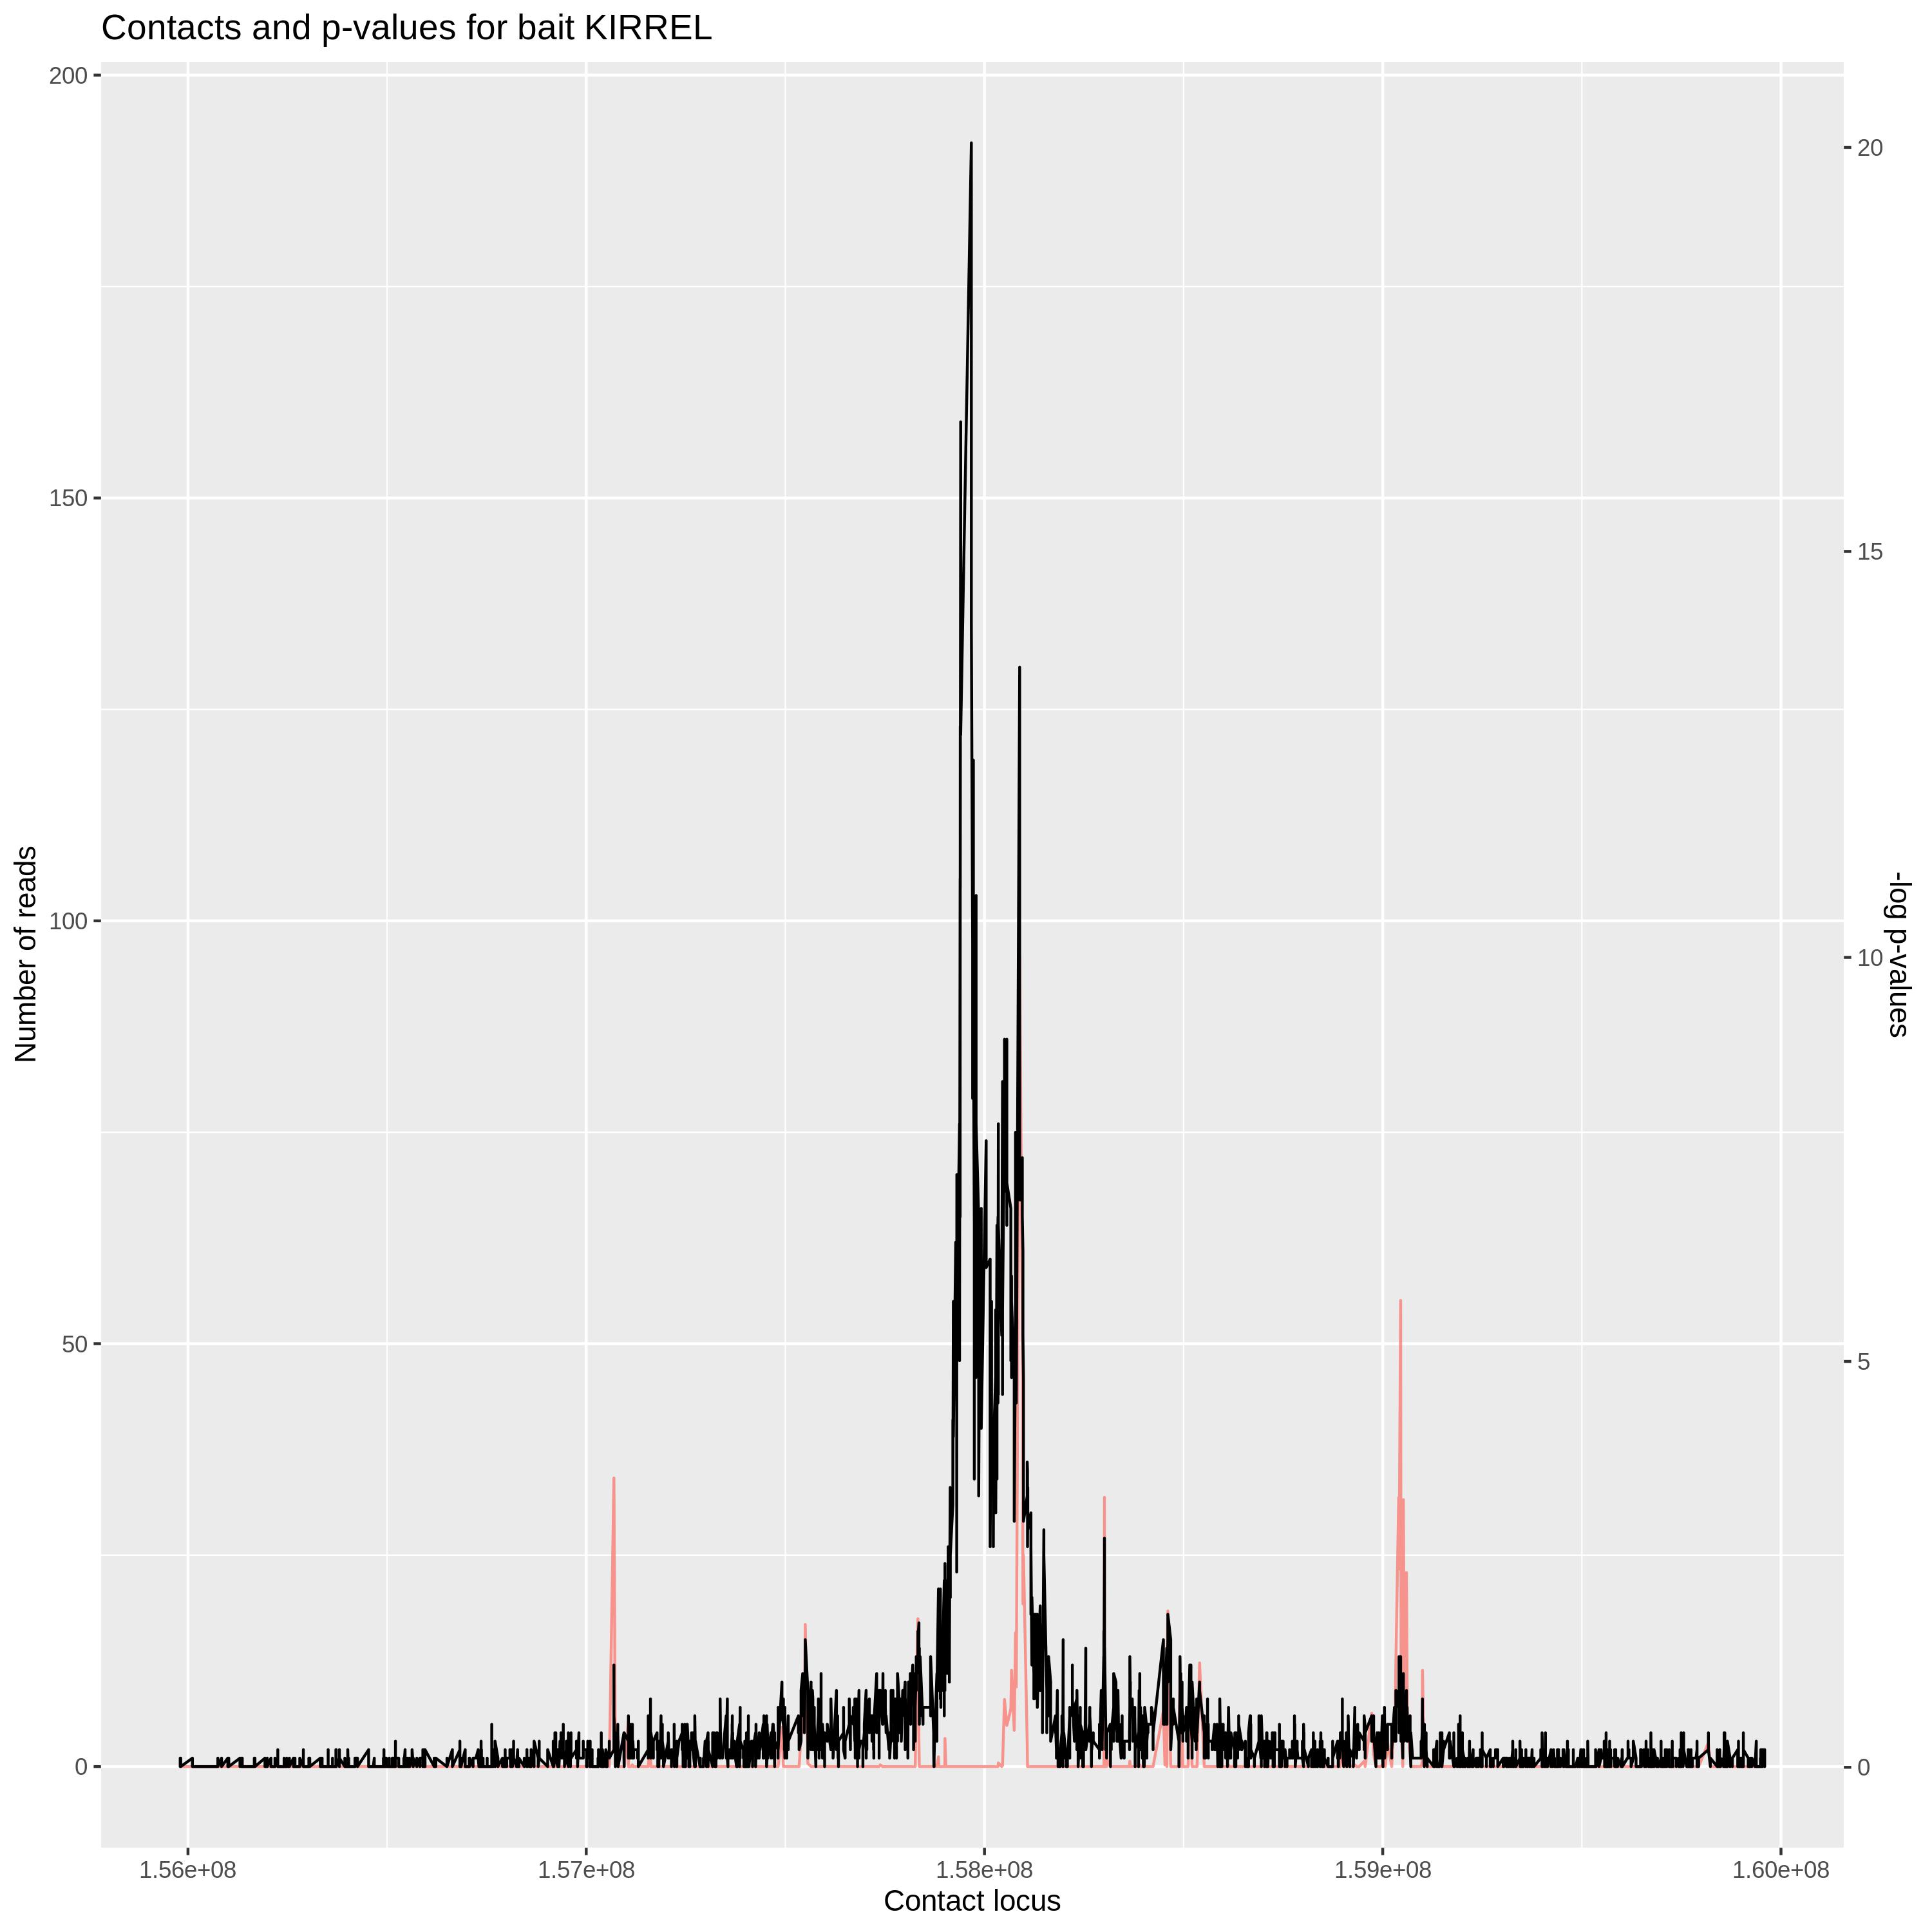 Contacts and p-values for bait KIRREL
200
150
100
50
0
Number of reads
20
15
10
5
0
-log p-values
1.56e+08
1.57e+08
1.58e+08
1.59e+08
1.60e+08
Contact locus